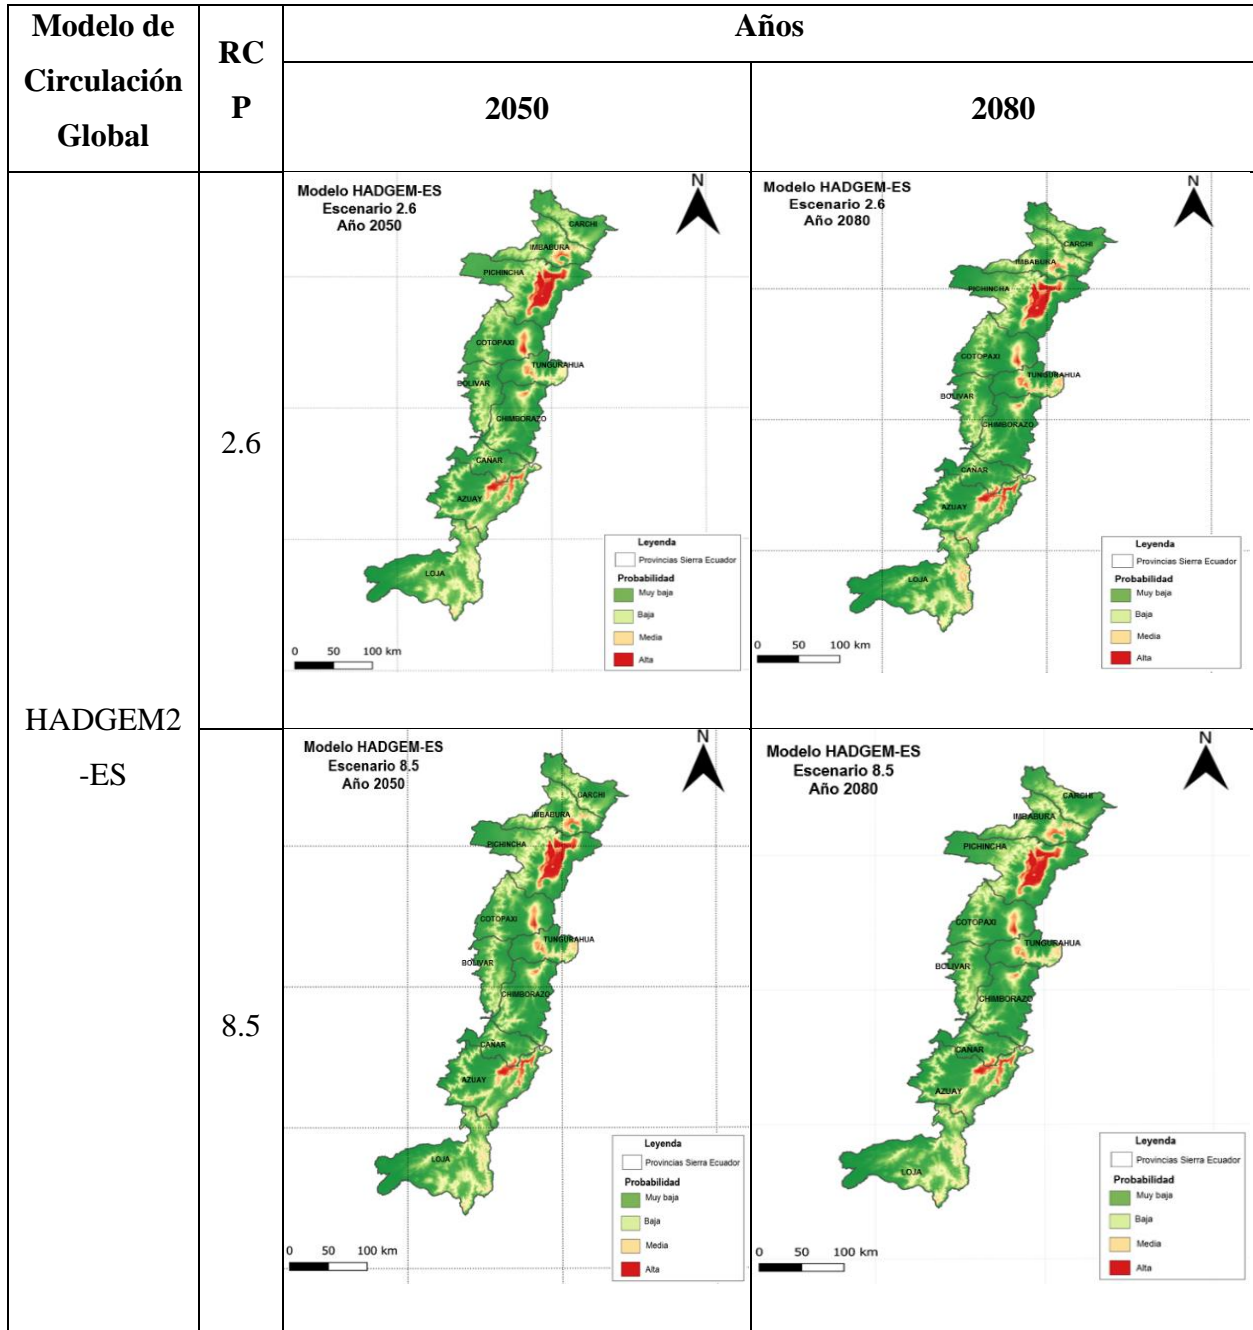 Modelo de
Circulación
Global
RC
P
Años
2050
2080
HADGEM2
-ES
2.6
Modelo HADGEM-ES
Escenario 2.6
Año 2050
N
CARCHI
IMBABURA
PICHINCHA
COTOPAXI
TUNGURAHUA
BOLIVAR
CHIMBORAZO
CAÑAR
AZUAY
LOJA
Leyenda
Provincias Sierra Ecuador
Probabilidad
Muy baja
Baja
Media
Alta
0 50 100 km
Modelo HADGEM-ES
Escenario 2.6
Año 2080
N
CARCHI
IMBABURA
PICHINCHA
COTOPAXI
TUNGURAHUA
BOLIVAR
CHIMBORAZO
CAÑAR
AZUAY
LOJA
Leyenda
Provincias Sierra Ecuador
Probabilidad
Muy baja
Baja
Media
Alta
0 50 100 km
8.5
Modelo HADGEM-ES
Escenario 8.5
Año 2050
N
CARCHI
IMBABURA
PICHINCHA
COTOPAXI
TUNGURAHUA
BOLIVAR
CHIMBORAZO
CAÑAR
AZUAY
LOJA
Leyenda
Provincias Sierra Ecuador
Probabilidad
Muy baja
Baja
Media
Alta
0 50 100 km
Modelo HADGEM-ES
Escenario 8.5
Año 2080
N
CARCHI
IMBABURA
PICHINCHA
COTOPAXI
TUNGURAHUA
BOLIVAR
CHIMBORAZO
CAÑAR
AZUAY
LOJA
Leyenda
Provincias Sierra Ecuador
Probabilidad
Muy baja
Baja
Media
Alta
0 50 100 km